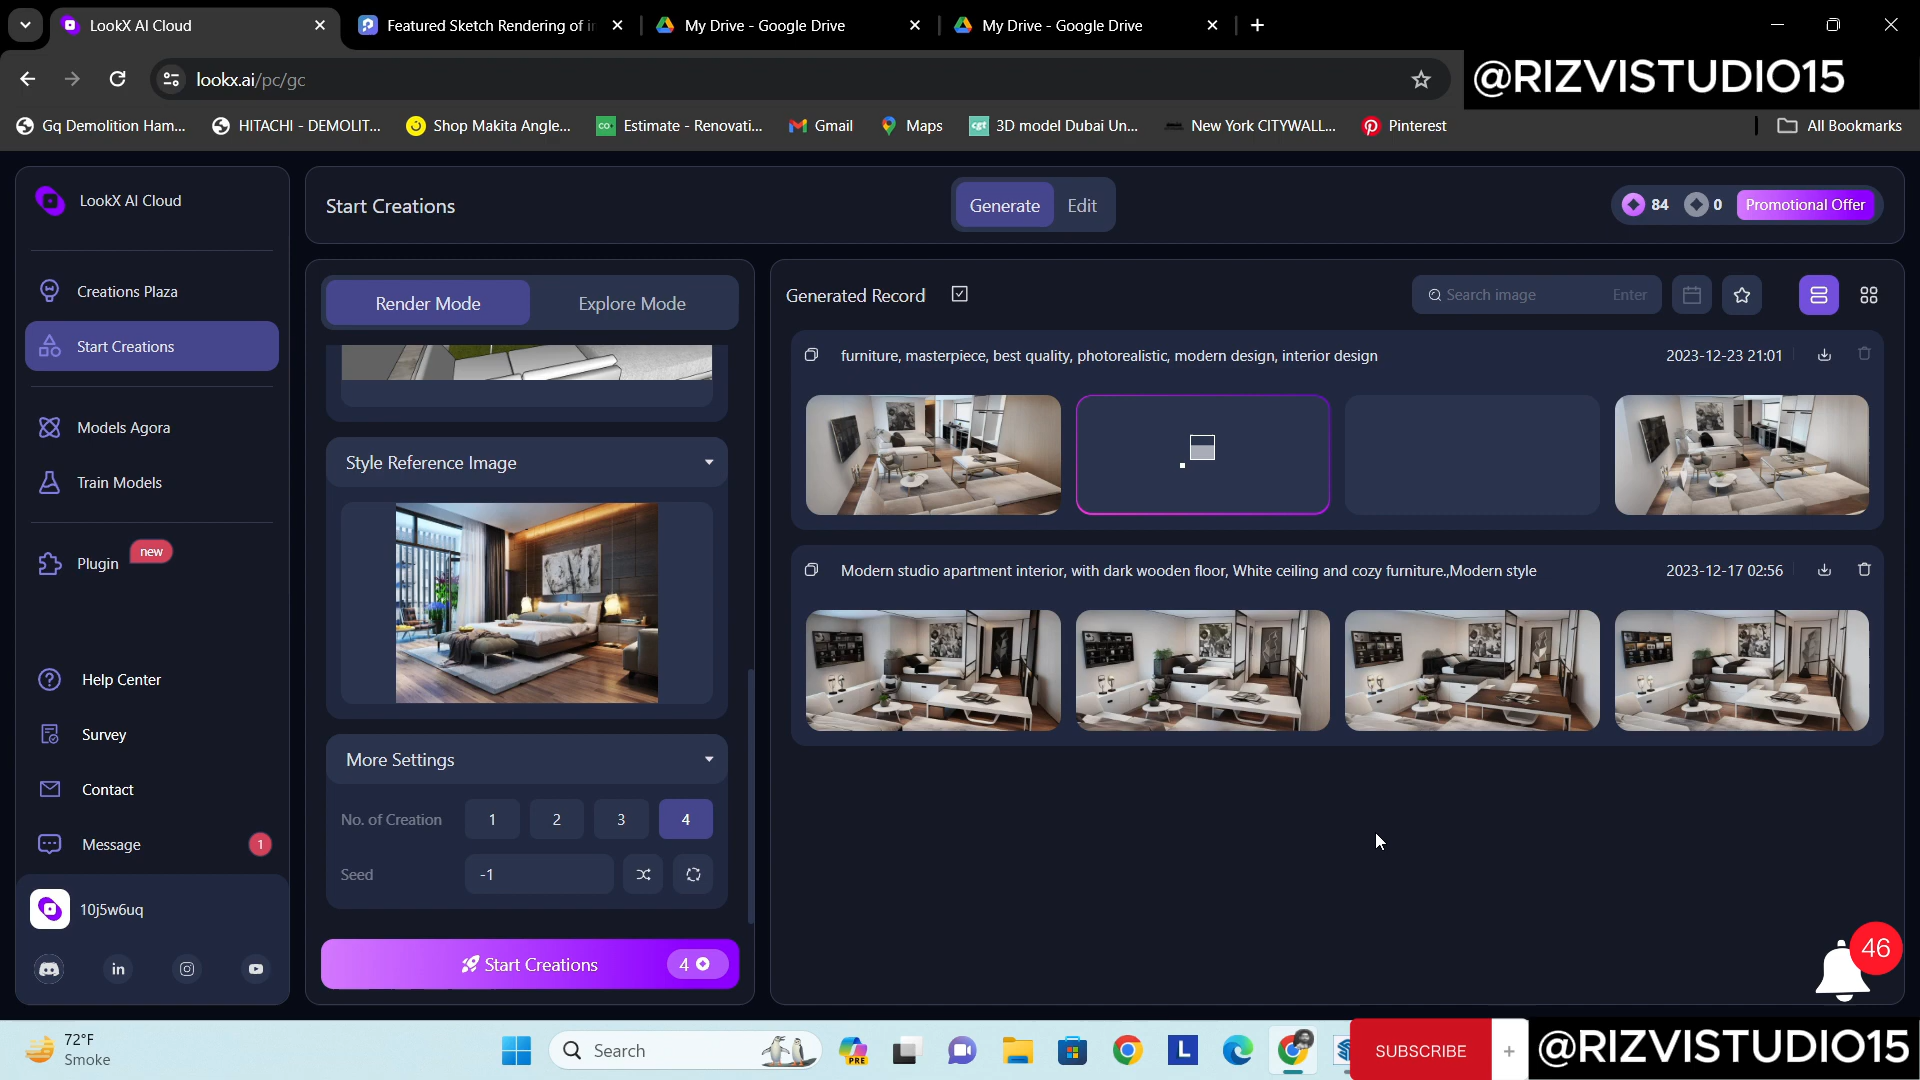 LookX AI Cloud
Featured Sketch Rendering of in
My Drive - Google Drive
My Drive - Google Drive
lookx.ai/pc/gc
@RIZVISTUDIO15
Gq Demolition Ham...
HITACHI - DEMOLIT...
Shop Makita Angle...
Estimate - Renovati...
Gmail
Maps
3D model Dubai Un...
New York CITYWALL...
Pinterest
All Bookmarks
LookX AI Cloud
Start Creations
Generate
Edit
84
0
Promotional Offer
Creations Plaza
Start Creations
Models Agora
Train Models
Plugin
new
Help Center
Survey
Contact
Message
1
10j5w6uq
Render Mode
Explore Mode
Style Reference Image
More Settings
No. of Creation
1
2
3
4
Seed
-1
Start Creations
4
Generated Record
Search image
Enter
furniture, masterpiece, best quality, photorealistic, modern design, interior design
2023-12-23 21:01
Modern studio apartment interior, with dark wooden floor, White ceiling and cozy furniture.,Modern style
2023-12-17 02:56
46
72°F
Smoke
Search
PRE
L
SUBSCRIBE
+
@RIZVISTUDIO15